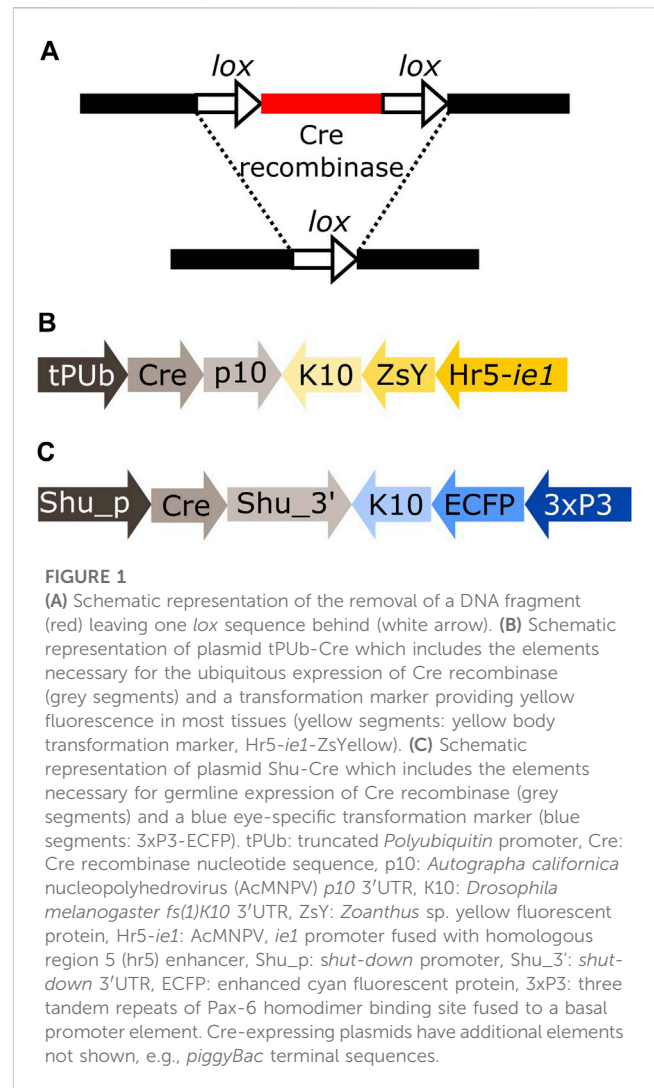 A
lox lox
Cre
recombinase
lox
B
tPUb Cre p10 K10 ZsY Hr5-ie1
C
Shu_p Cre Shu_3' K10 ECFP 3xP3
FIGURE 1
(A) Schematic representation of the removal of a DNA fragment
(red) leaving one lox sequence behind (white arrow). (B) Schematic
representation of plasmid tPUb-Cre which includes the elements
necessary for the ubiquitous expression of Cre recombinase
(grey segments) and a transformation marker providing yellow
fluorescence in most tissues (yellow segments: yellow body
transformation marker, Hr5-ie1-ZsYellow). (C) Schematic
representation of plasmid Shu-Cre which includes the elements
necessary for germline expression of Cre recombinase (grey
segments) and a blue eye-specific transformation marker (blue
segments: 3xP3-ECFP). tPUb: truncated Polyubiquitin promoter, Cre:
Cre recombinase nucleotide sequence, p10: Autographa californica
nucleopolyhedrovirus (AcMNPV) p10 3′UTR, K10: Drosophila
melanogaster fs(1)K10 3′UTR, ZsY: Zoanthus sp. yellow fluorescent
protein, Hr5-ie1: AcMNPV, ie1 promoter fused with homologous
region 5 (hr5) enhancer, Shu_p: shut-down promoter, Shu_3′: shut-
down 3′UTR, ECFP: enhanced cyan fluorescent protein, 3xP3: three
tandem repeats of Pax-6 homodimer binding site fused to a basal
promoter element. Cre-expressing plasmids have additional elements
not shown, e.g., piggyBac terminal sequences.